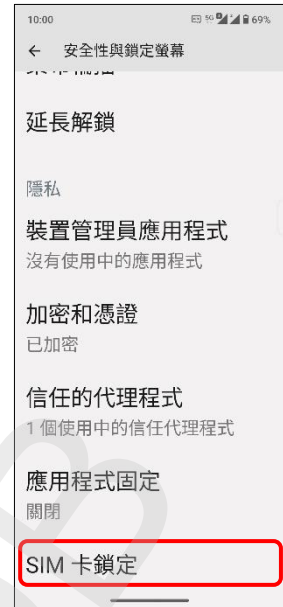 10:00 5G 69%
← 安全性與鎖定螢幕
延長解鎖
隱私
裝置管理員應用程式
沒有使用中的應用程式
加密和憑證
已加密
信任的代理程式
1 個使用中的信任代理程式
應用程式固定
關閉
SIM 卡鎖定